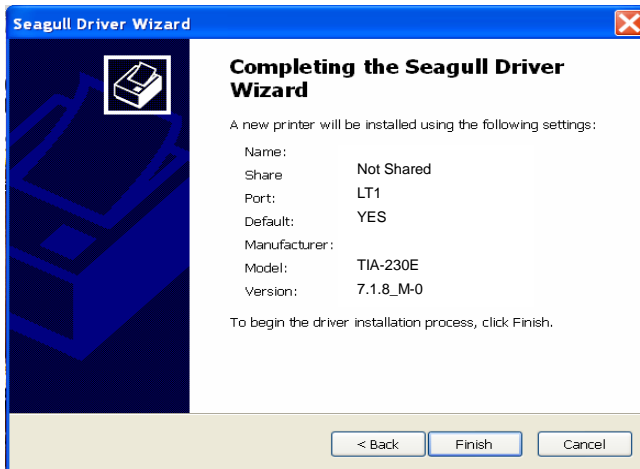 Seagull Driver Wizard
Completing the Seagull Driver
Wizard
A new printer will be installed using the following settings:
Name:
Share Not Shared
Port: LT1
Default: YES
Manufacturer:
Model: TIA-230E
Version: 7.1.8_M-0
To begin the driver installation process, click Finish.
< Back Finish Cancel